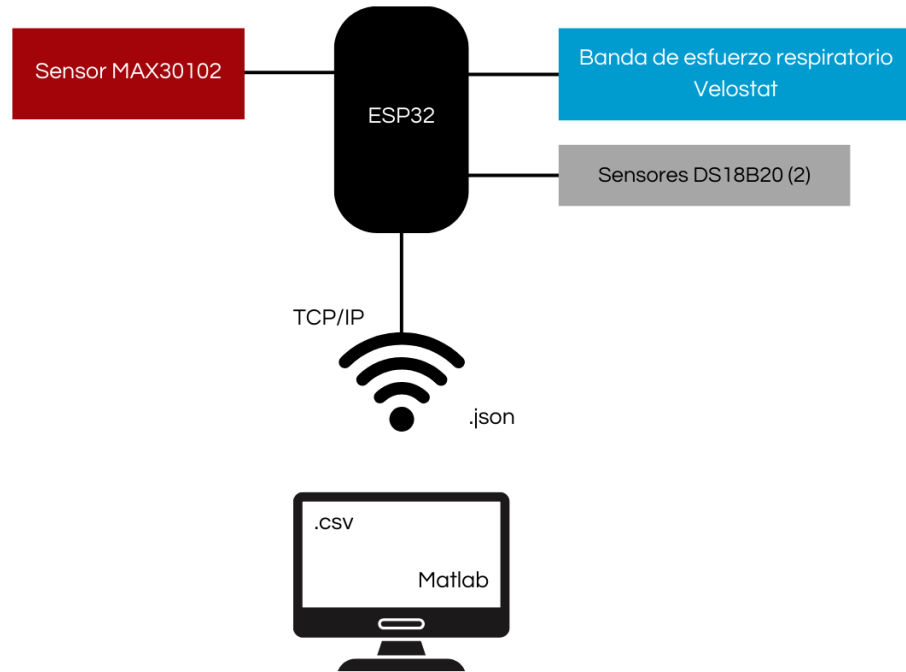 Sensor MAX30102
ESP32
Banda de esfuerzo respiratorio
Velostat
Sensores DS18B20 (2)
TCP/IP
.json
.csv
Matlab